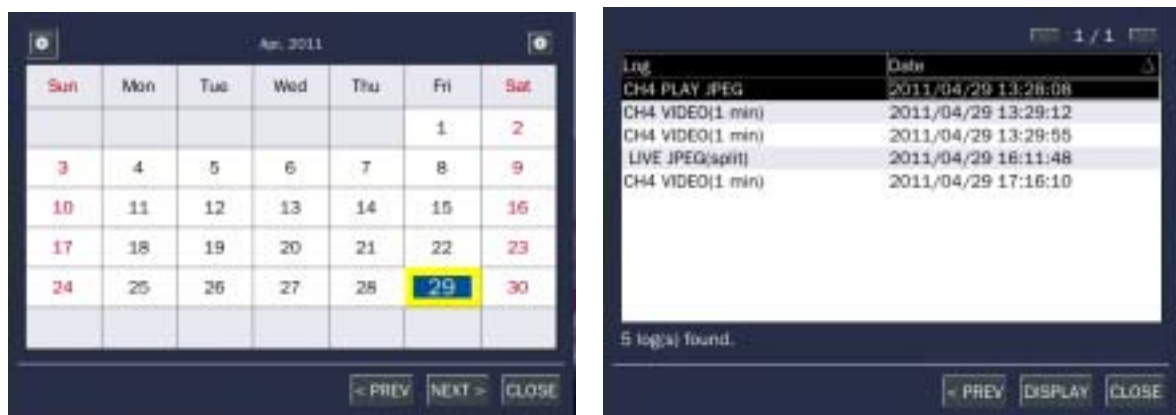 Apr. 2011
Sun Mon Tue Wed Thu Fri Sat
1 2
3 4 5 6 7 8 9
10 11 12 13 14 15 16
17 18 19 20 21 22 23
24 25 26 27 28 29 30
< PREV NEXT > CLOSE
1/1
Log Date
CH4 PLAY JPEG 2011/04/29 13:28:08
CH4 VIDEO(1 min) 2011/04/29 13:29:12
CH4 VIDEO(1 min) 2011/04/29 13:29:55
LIVE JPEG(split) 2011/04/29 16:11:48
CH4 VIDEO(1 min) 2011/04/29 17:16:10
5 log(s) found.
< PREV DISPLAY CLOSE